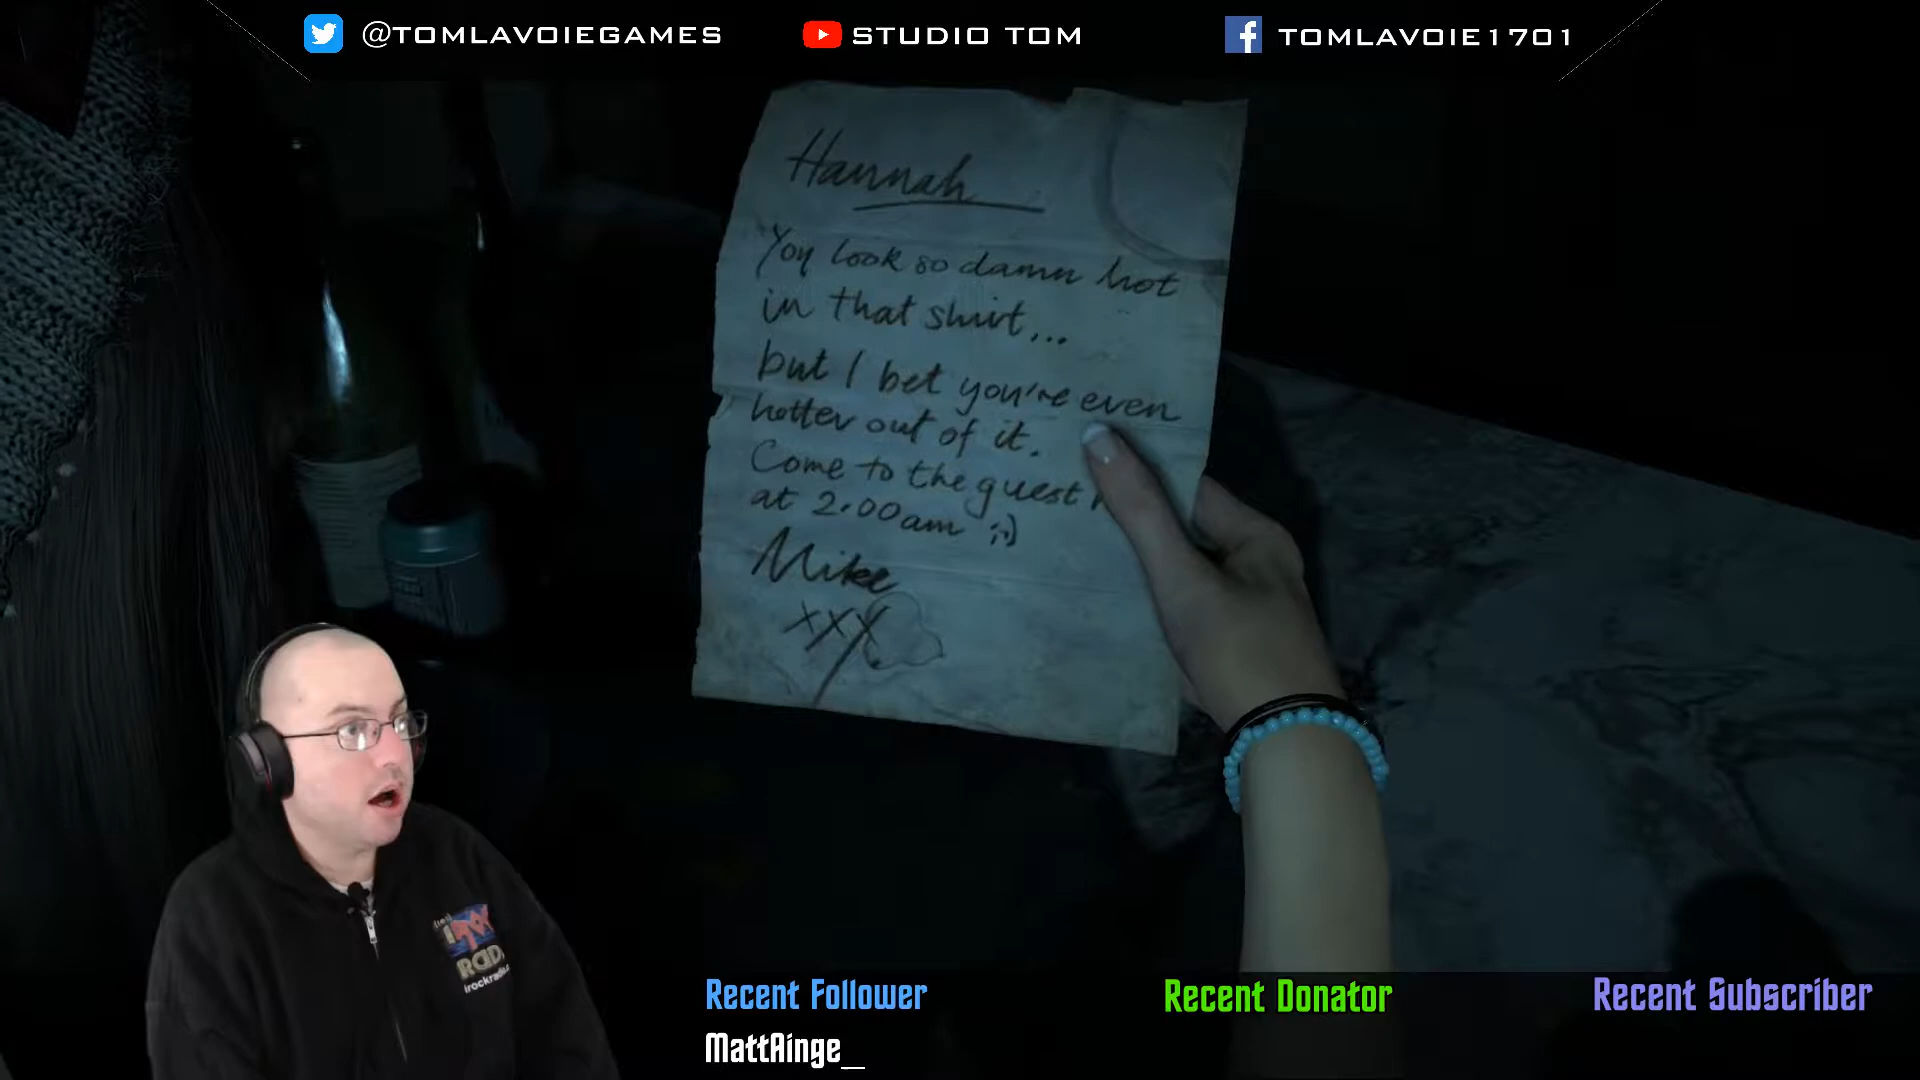 @TOMLAVOIEGAMES
STUDIO TOM
TOMLAVOIE1701
Hannah
You look so damn hot
in that shirt...
but I bet you're even
hotter out of it.
Come to the guest
at 2.00am ;)
Mike
xxx
Recent Follower
Recent Donator
Recent Subscriber
MattAinge_